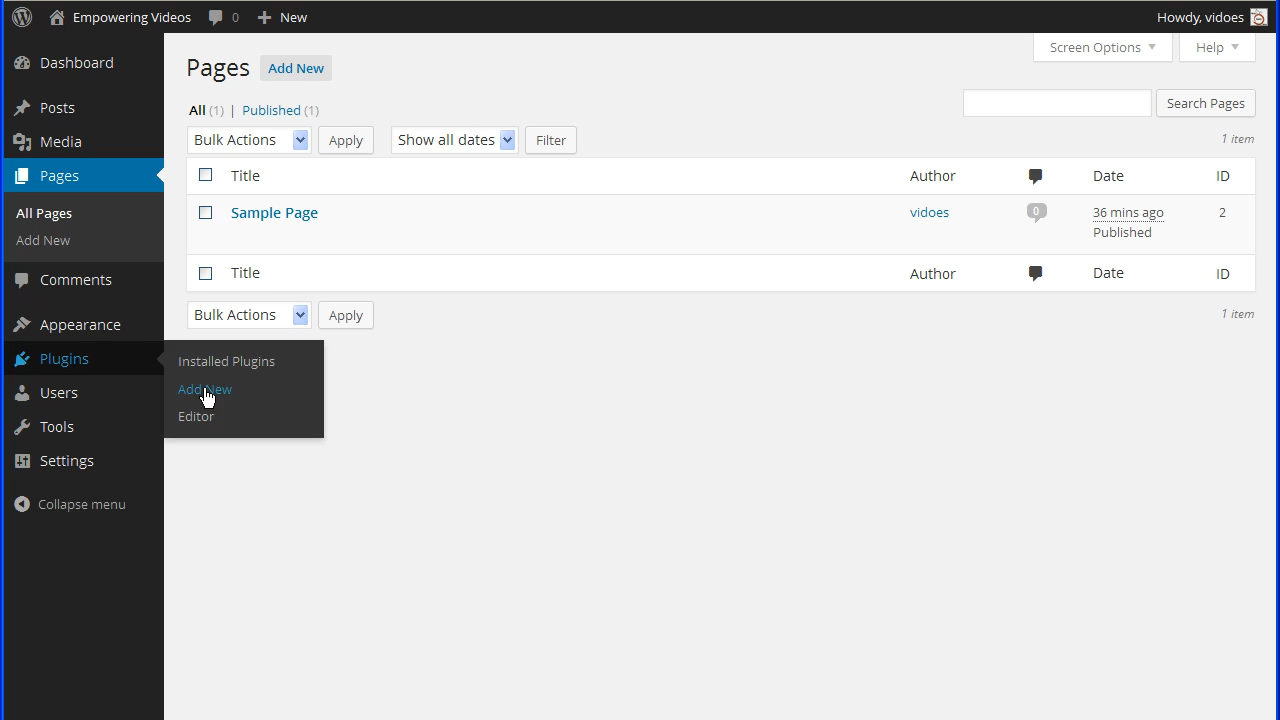 Empowering Videos 0 New Howdy, vidoes
Screen Options Help
Dashboard
Posts
Media
Pages
All Pages
Add New
Comments
Appearance
Plugins
Users
Tools
Settings
Collapse menu
Installed Plugins
Add New
Editor
Pages Add New
All (1) | Published (1)
Search Pages
Bulk Actions Apply Show all dates Filter 1 item
Title Author Date ID
Sample Page vidoes 0 36 mins ago 2
Published
Title Author Date ID
Bulk Actions Apply 1 item